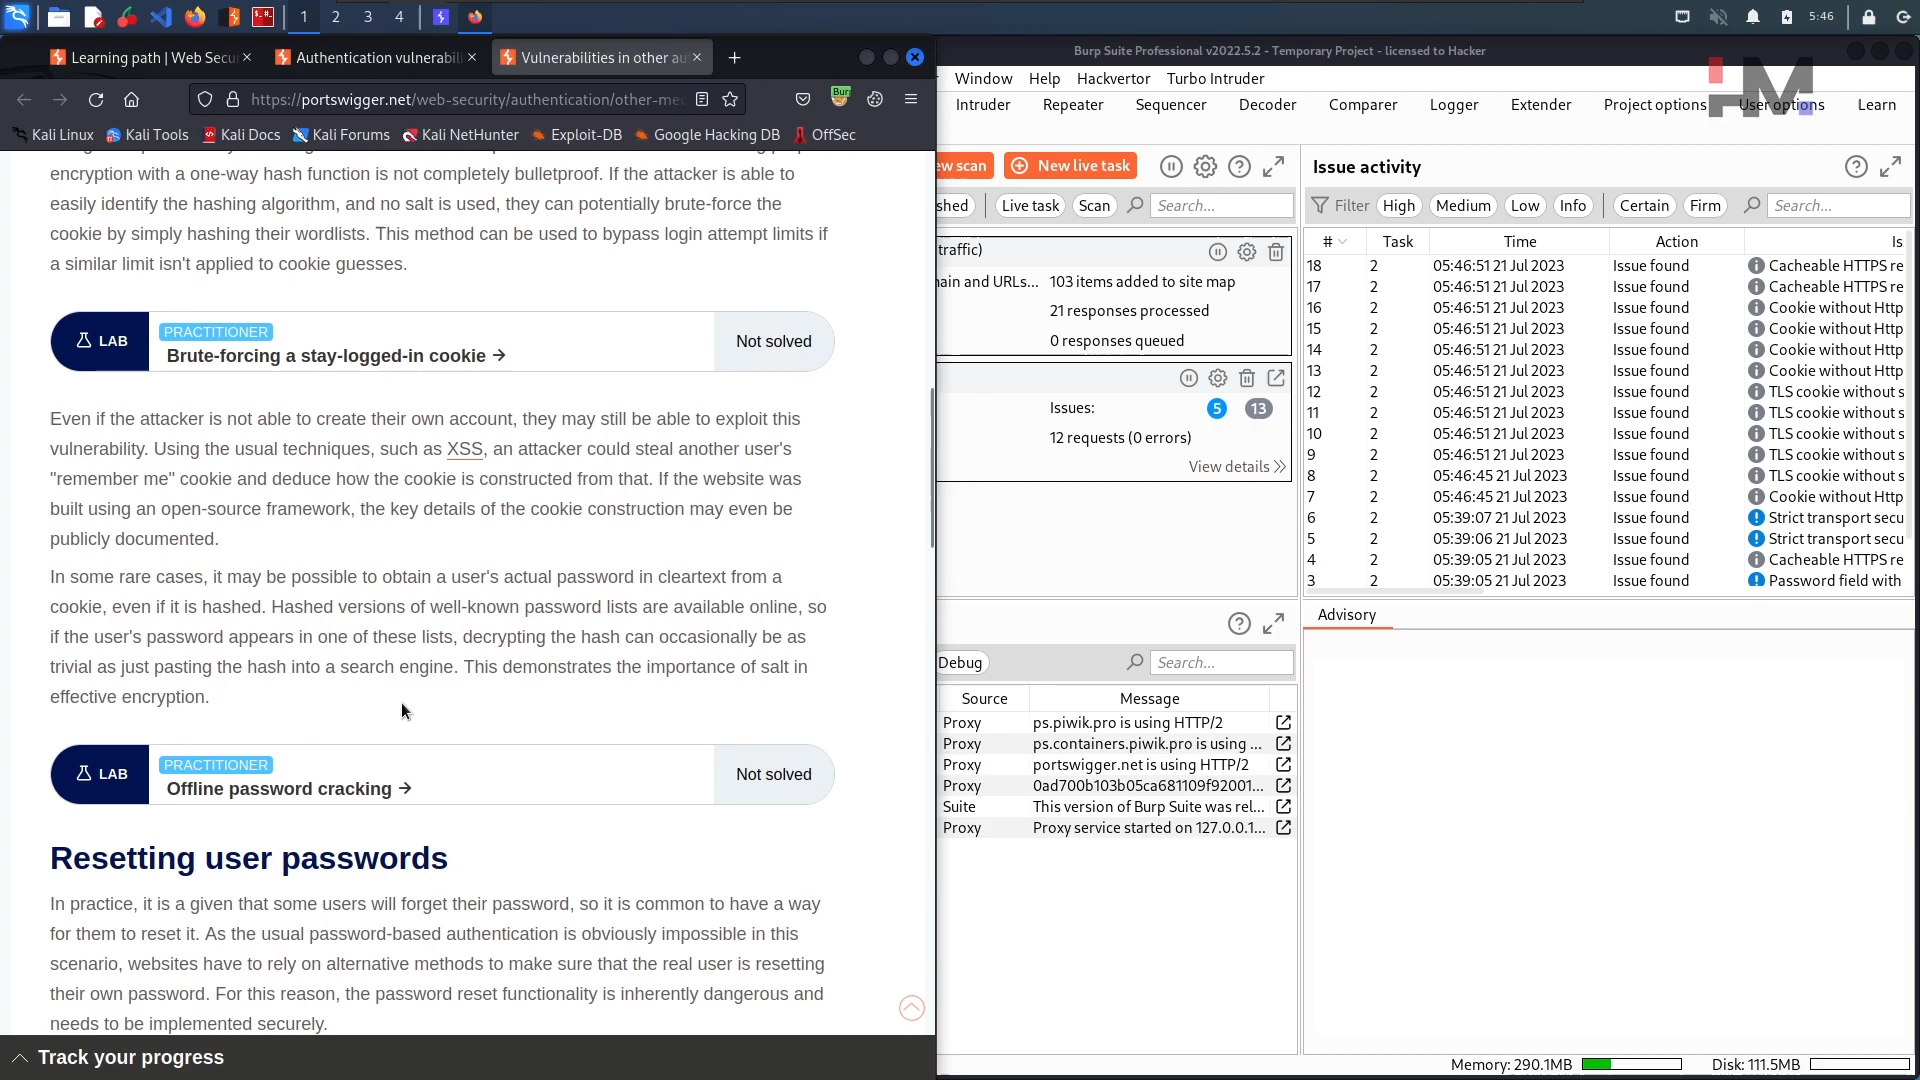 1
2
3
4
5:46
Learning path | Web Secu
Authentication vulnerabili
Vulnerabilities in other au
https://portswigger.net/web-security/authentication/other-mec
Burp
Kali Linux
Kali Tools
Kali Docs
Kali Forums
Kali NetHunter
Exploit-DB
Google Hacking DB
OffSec
encryption with a one-way hash function is not completely bulletproof. If the attacker is able to
easily identify the hashing algorithm, and no salt is used, they can potentially brute-force the
cookie by simply hashing their wordlists. This method can be used to bypass login attempt limits if
a similar limit isn't applied to cookie guesses.
LAB
PRACTITIONER
Brute-forcing a stay-logged-in cookie →
Not solved
Even if the attacker is not able to create their own account, they may still be able to exploit this
vulnerability. Using the usual techniques, such as XSS, an attacker could steal another user's
"remember me" cookie and deduce how the cookie is constructed from that. If the website was
built using an open-source framework, the key details of the cookie construction may even be
publicly documented.
In some rare cases, it may be possible to obtain a user's actual password in cleartext from a
cookie, even if it is hashed. Hashed versions of well-known password lists are available online, so
if the user's password appears in one of these lists, decrypting the hash can occasionally be as
trivial as just pasting the hash into a search engine. This demonstrates the importance of salt in
effective encryption.
LAB
PRACTITIONER
Offline password cracking →
Not solved
Resetting user passwords
In practice, it is a given that some users will forget their password, so it is common to have a way
for them to reset it. As the usual password-based authentication is obviously impossible in this
scenario, websites have to rely on alternative methods to make sure that the real user is resetting
their own password. For this reason, the password reset functionality is inherently dangerous and
needs to be implemented securely.
Track your progress
Burp Suite Professional v2022.5.2 - Temporary Project - licensed to Hacker
Window Help Hackvertor Turbo Intruder
Intruder Repeater Sequencer Decoder Comparer Logger Extender Project options User options Learn
ew scan
New live task
shed
Live task
Scan
Search...
traffic)
nain and URLs...
103 items added to site map
21 responses processed
0 responses queued
Issues: 5 13
12 requests (0 errors)
View details
Debug
Search...
Source Message
Proxy ps.piwik.pro is using HTTP/2
Proxy ps.containers.piwik.pro is using ...
Proxy portswigger.net is using HTTP/2
Proxy 0ad700b103b05ca681109f92001...
Suite This version of Burp Suite was rel...
Proxy Proxy service started on 127.0.0.1...
Issue activity
Filter High Medium Low Info Certain Firm Search...
# Task Time Action Is
18 2 05:46:51 21 Jul 2023 Issue found Cacheable HTTPS re
17 2 05:46:51 21 Jul 2023 Issue found Cacheable HTTPS re
16 2 05:46:51 21 Jul 2023 Issue found Cookie without Http
15 2 05:46:51 21 Jul 2023 Issue found Cookie without Http
14 2 05:46:51 21 Jul 2023 Issue found Cookie without Http
13 2 05:46:51 21 Jul 2023 Issue found Cookie without Http
12 2 05:46:51 21 Jul 2023 Issue found TLS cookie without s
11 2 05:46:51 21 Jul 2023 Issue found TLS cookie without s
10 2 05:46:51 21 Jul 2023 Issue found TLS cookie without s
9 2 05:46:51 21 Jul 2023 Issue found TLS cookie without s
8 2 05:46:45 21 Jul 2023 Issue found TLS cookie without s
7 2 05:46:45 21 Jul 2023 Issue found Cookie without Http
6 2 05:39:07 21 Jul 2023 Issue found Strict transport secu
5 2 05:39:06 21 Jul 2023 Issue found Strict transport secu
4 2 05:39:05 21 Jul 2023 Issue found Cacheable HTTPS re
3 2 05:39:05 21 Jul 2023 Issue found Password field with
Advisory
Memory: 290.1MB
Disk: 111.5MB